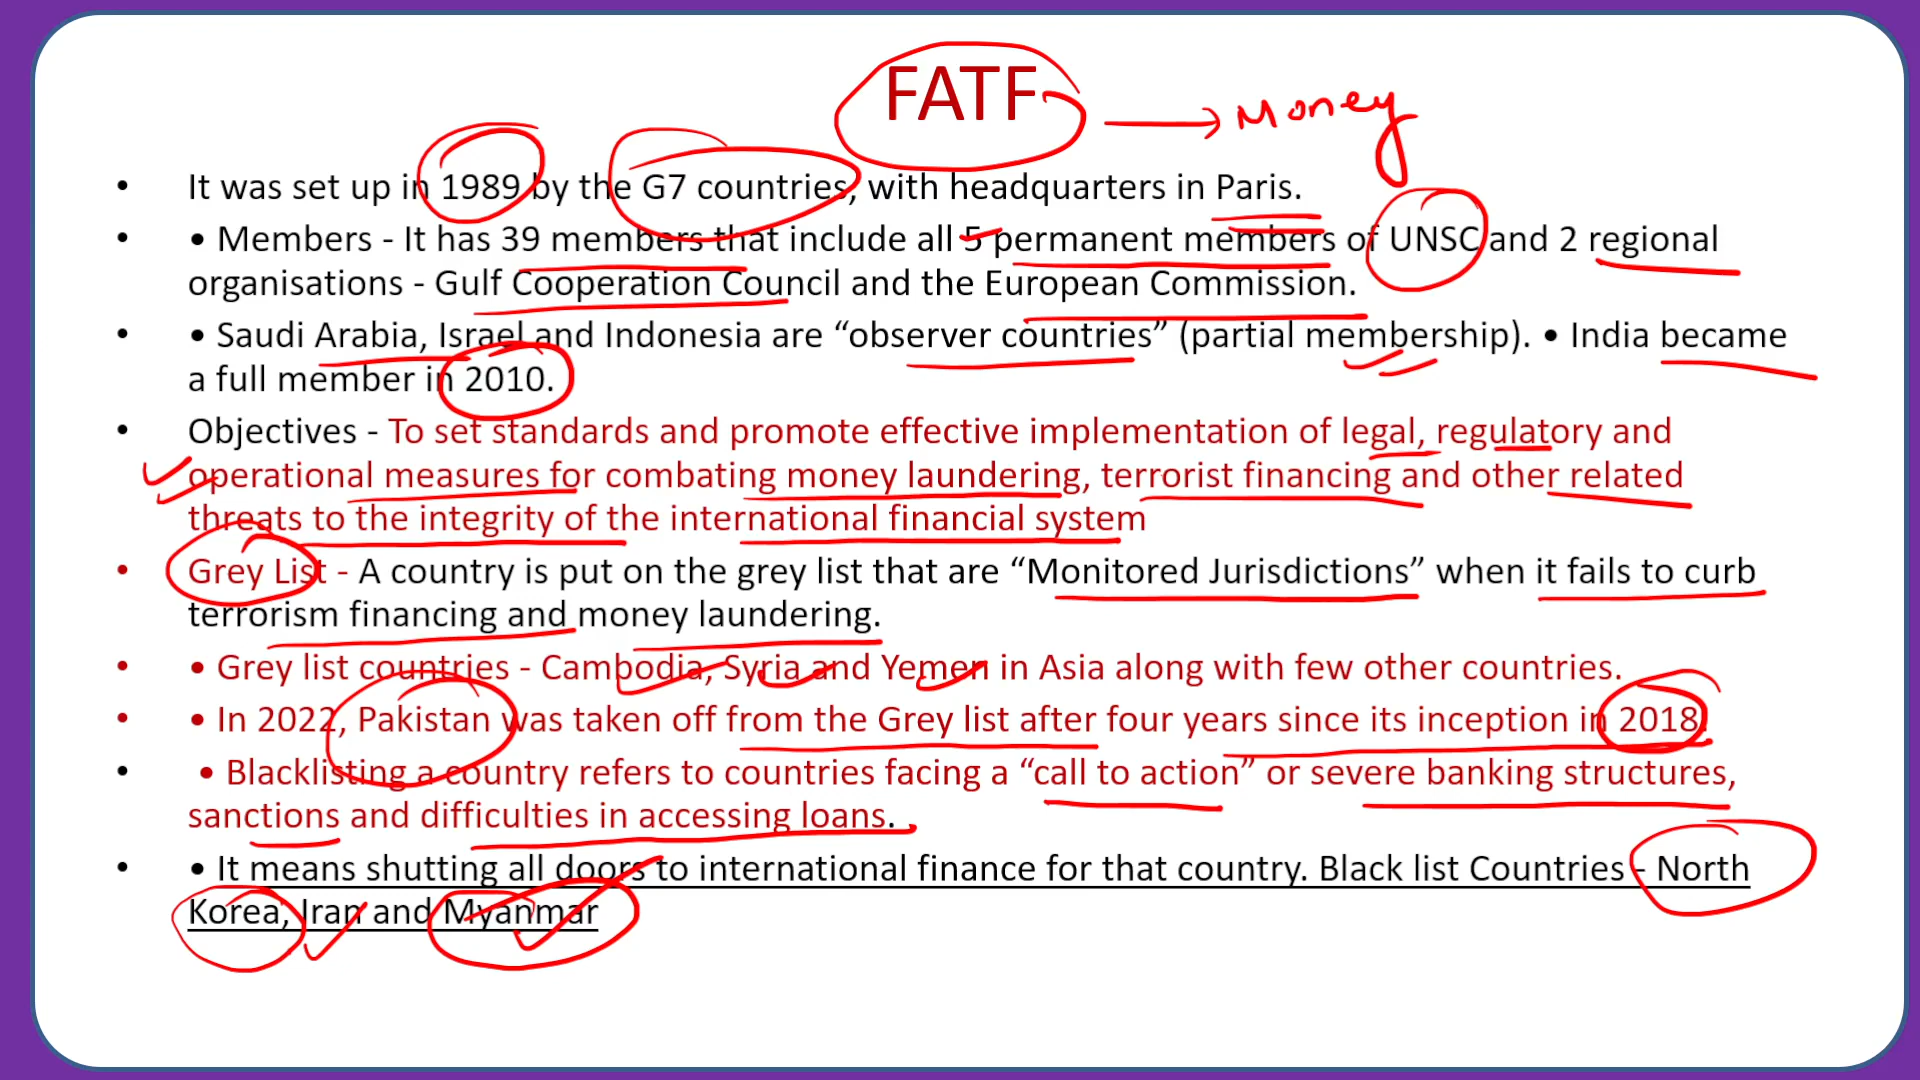 FATF
→ Money
• It was set up in 1989 by the G7 countries, with headquarters in Paris.
• • Members - It has 39 members that include all 5 permanent members of UNSC and 2 regional
organisations - Gulf Cooperation Council and the European Commission.
• • Saudi Arabia, Israel and Indonesia are “observer countries” (partial membership). • India became
a full member in 2010.
• Objectives - To set standards and promote effective implementation of legal, regulatory and
operational measures for combating money laundering, terrorist financing and other related
threats to the integrity of the international financial system
• Grey List - A country is put on the grey list that are “Monitored Jurisdictions” when it fails to curb
terrorism financing and money laundering.
• • Grey list countries - Cambodia, Syria and Yemen in Asia along with few other countries.
• • In 2022, Pakistan was taken off from the Grey list after four years since its inception in 2018.
• • Blacklisting a country refers to countries facing a “call to action” or severe banking structures,
sanctions and difficulties in accessing loans.
• • It means shutting all doors to international finance for that country. Black list Countries - North
Korea, Iran and Myanmar